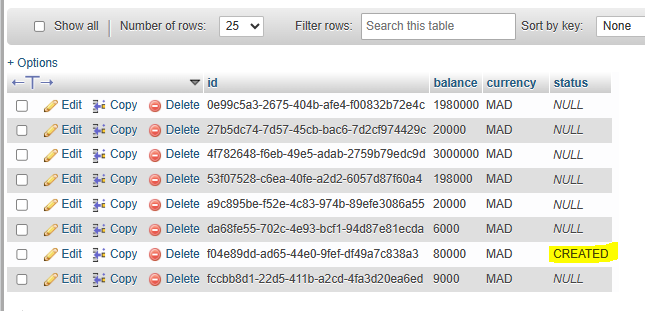 Show all Number of rows: 25 Filter rows: Search this table Sort by key: None
+ Options
←T→ id balance currency status
Edit Copy Delete 0e99c5a3-2675-404b-afe4-f00832b72e4c 1980000 MAD NULL
Edit Copy Delete 27b5dc74-7d57-45cb-bac6-7d2cf974429c 20000 MAD NULL
Edit Copy Delete 4f782648-f6eb-49e5-adab-2759b79edc9d 3000000 MAD NULL
Edit Copy Delete 53f07528-c6ea-40fe-a2d2-6057d87f60a4 198000 MAD NULL
Edit Copy Delete a9c895be-f52e-4c83-974b-89efe3086a55 20000 MAD NULL
Edit Copy Delete da68fe55-702c-4e93-bcf1-94d87e81ecda 6000 MAD NULL
Edit Copy Delete f04e89dd-ad65-44e0-9fef-df49a7c838a3 80000 MAD CREATED
Edit Copy Delete fccbb8d1-22d5-411b-a2cd-4fa3d20ea6ed 9000 MAD NULL